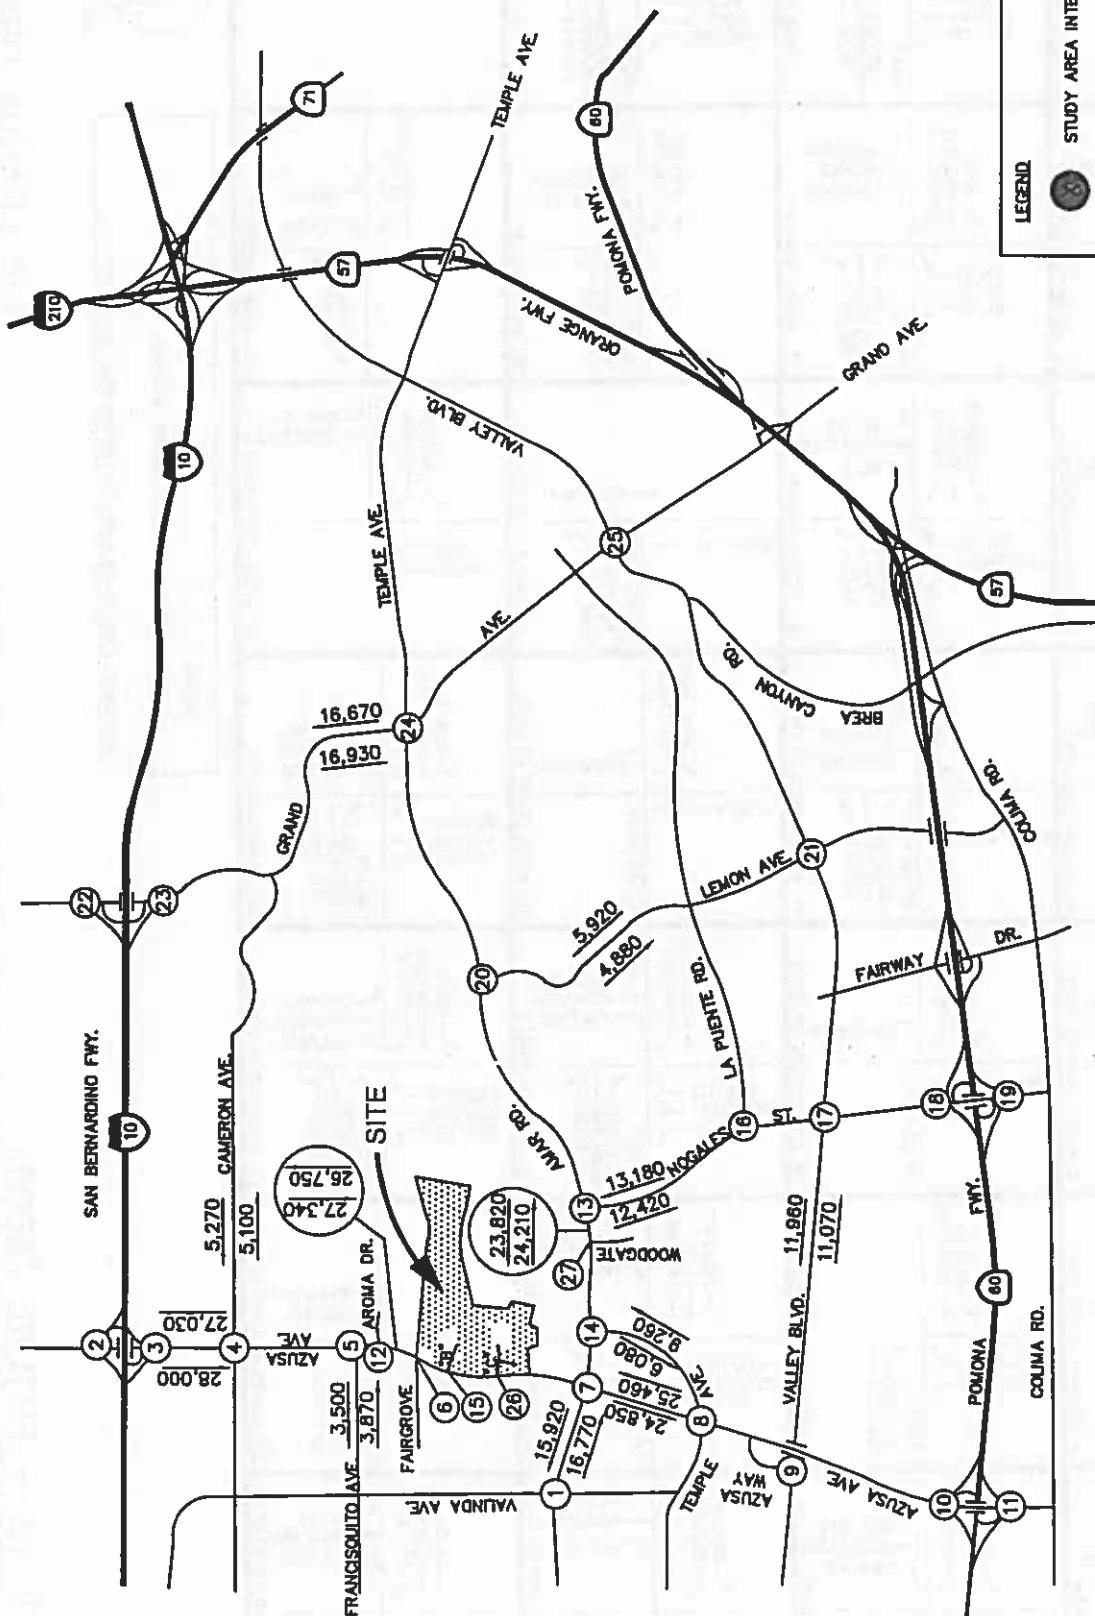 210
71
TEMPLE AVE.
60
POMONA FWY.
57
ORANGE FWY.
VALLEY BLVD.
10
TEMPLE AVE.
GRAND AVE.
25
AVE.
57
BREA
CANYON
RD.
16,670
16,930
24
GRAND
22
23
SAN BERNARDINO FWY.
10
CAMERON AVE.
5,270
5,100
20
5,920
4,880
LEMON AVE.
21
COLIMA RD.
FAIRWAY
DR.
LA PUENTE RD.
AMAR RD.
SITE
26,750
27,340
AROMA DR.
23,820
24,210
13
13,180
12,420
NOGALES
ST.
16
17
18
19
WOODGATE
27
2
3
27,030
28,000
4
AZUSA
AVE
5
12
3,500
3,870
FRANCISQUITO AVE
FAIRGROVE
6
15
26
14
7
9,260
6,080
25,460
24,850
15,920
16,770
1
VALINDA AVE
8
TEMPLE
AVE
AZUSA
WAY
9
VALLEY BLVD.
11,960
11,070
AZUSA AVE
10
11
POMONA
FWY.
60
COLIMA RD.
LEGEND
8
STUDY AREA INTE